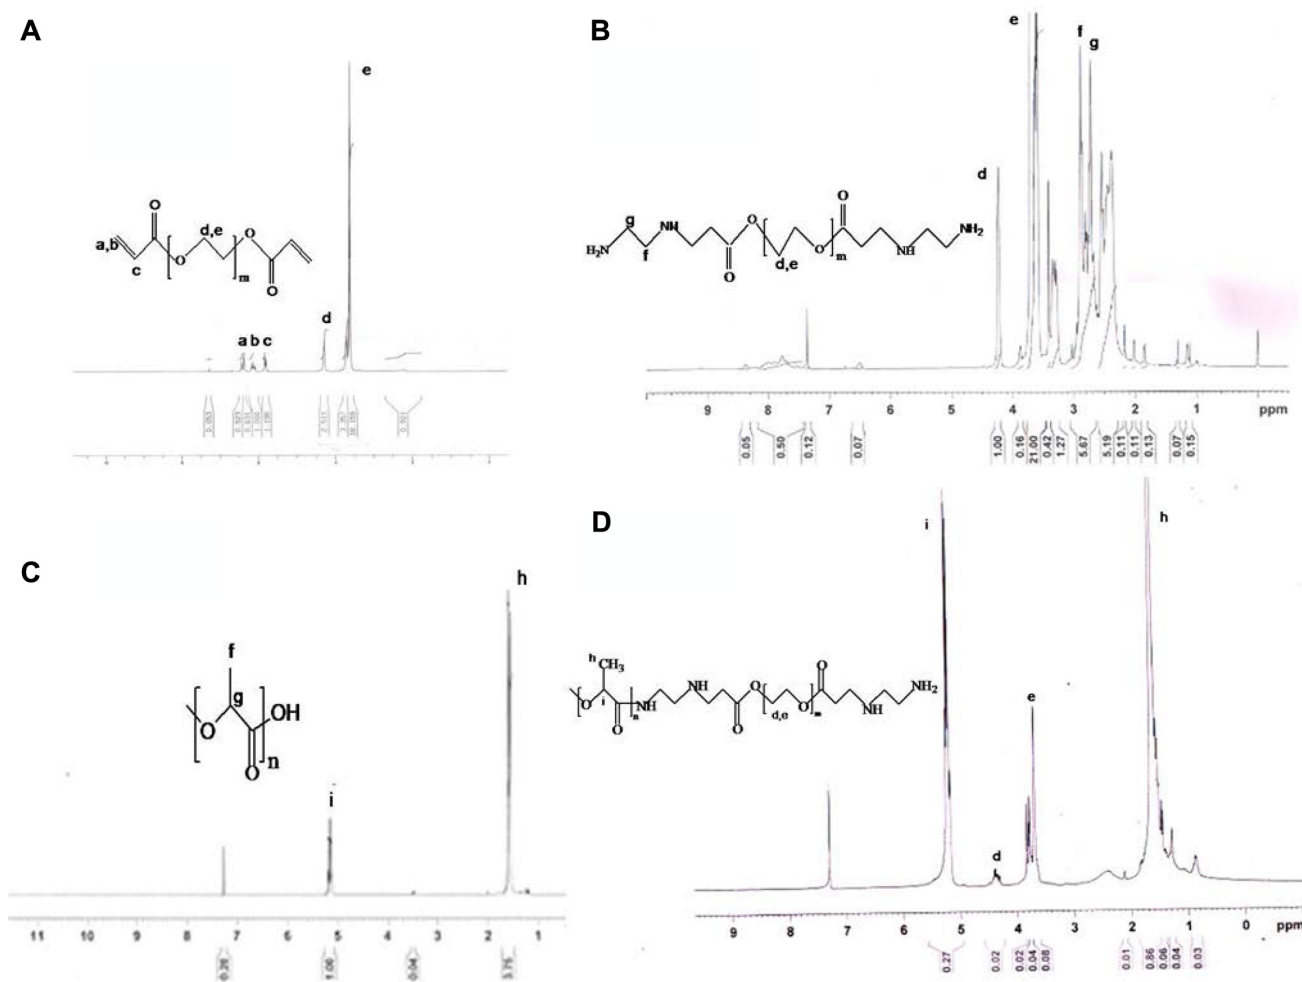 A
e
O
d,e
O
a,b
c
O
m
O
d
a b c
B
e
f
g
d
O
g
NH
O
NH2
H2N
f
O
O
m
NH
d,e
9 8 7 6 5 4 3 2 1 ppm
0.05 0.50 0.12 0.07 1.00 0.16 21.00 0.42 1.27 5.67 5.19 0.11 0.11 0.13 0.07 0.15
C
h
f
g
O
OH
O
n
i
11 10 9 8 7 6 5 4 3 2 1
1.00 0.04 3.75
D
i
h
h CH3
O
NH
O
NH2
O
i
n
NH
O
O
m
NH
O
O
d,e
e
d
9 8 7 6 5 4 3 2 1 0 ppm
0.27 0.02 0.02 0.04 0.08 0.01 0.86 0.06 0.04 0.03